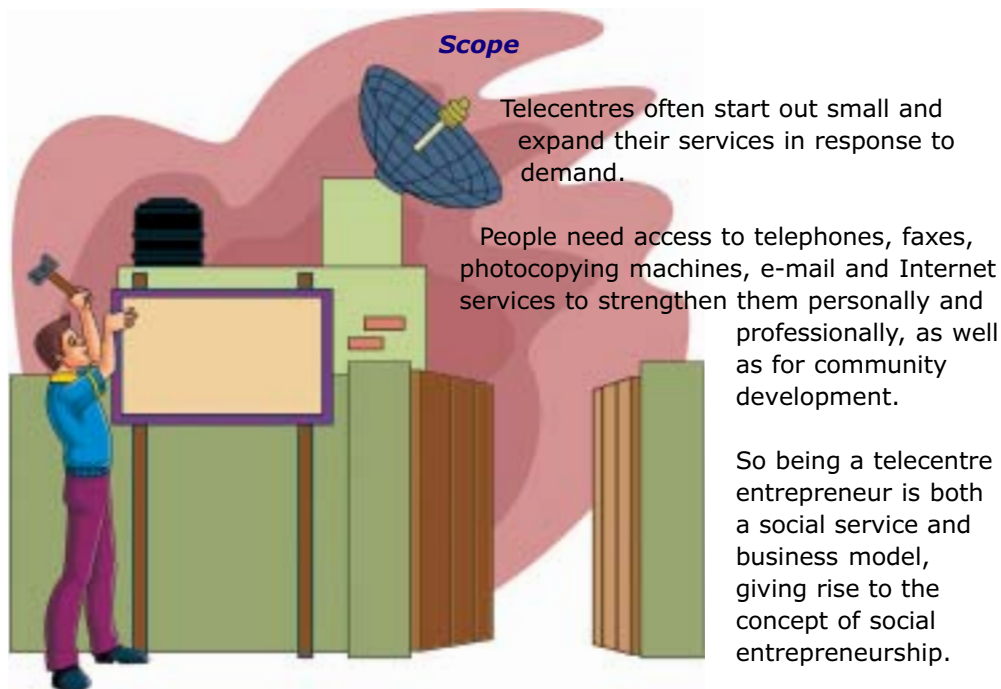 Scope
Telecentres often start out small and
expand their services in response to
demand.
People need access to telephones, faxes,
photocopying machines, e-mail and Internet
services to strengthen them personally and
professionally, as well
as for community
development.
So being a telecentre
entrepreneur is both
a social service and
business model,
giving rise to the
concept of social
entrepreneurship.